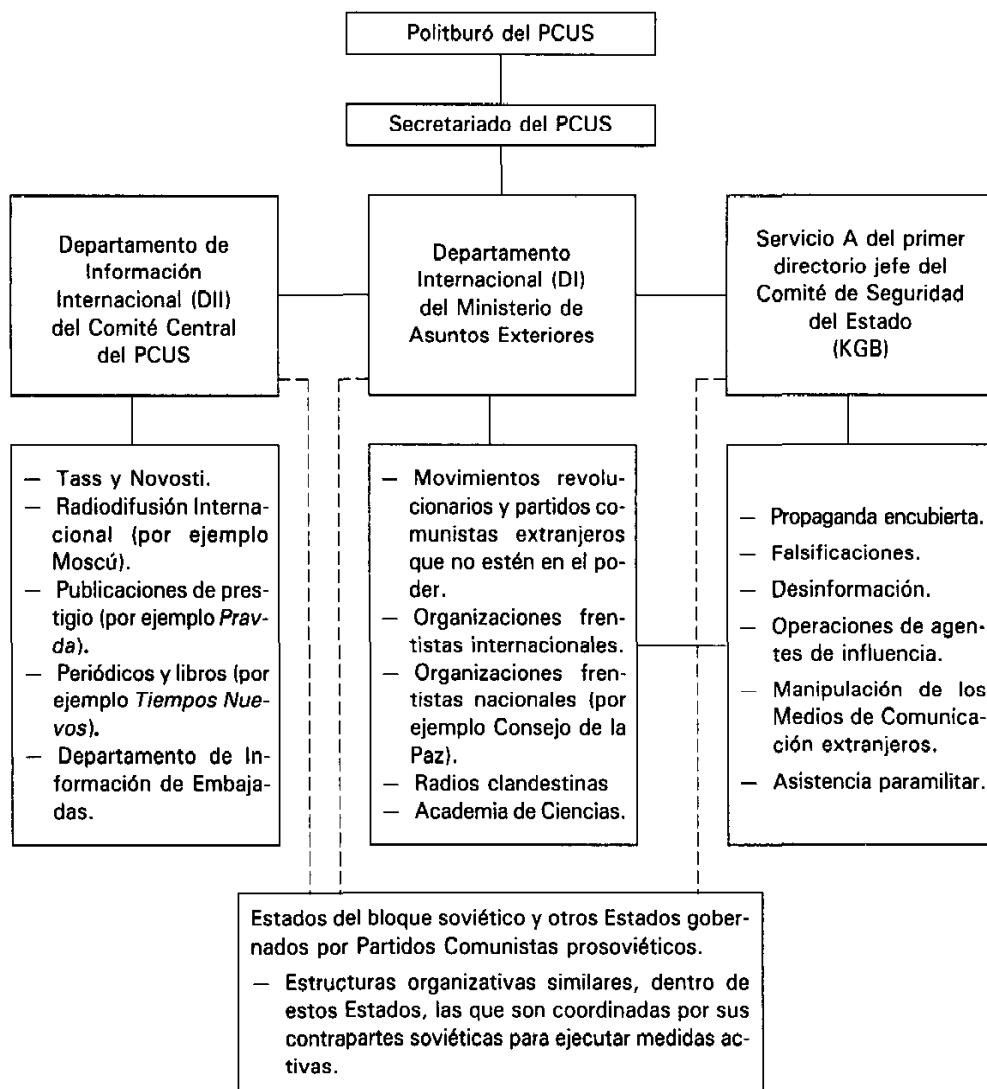 Politburó del PCUS
Secretariado del PCUS
Departamento de
Información
Internacional (DII)
del Comité Central
del PCUS
Departamento
Internacional (DI)
del Ministerio de
Asuntos Exteriores
Servicio A del primer
directorio jefe del
Comité de Seguridad
del Estado
(KGB)
— Tass y Novosti.
— Radiodifusión Interna-
cional (por ejemplo
Moscú).
— Publicaciones de pres-
tigio (por ejemplo Prav-
da).
— Periódicos y libros (por
ejemplo Tiempos Nue-
vos).
— Departamento de In-
formación de Embaja-
das.
— Movimientos revolu-
cionarios y partidos co-
munistas extranjeros
que no estén en el po-
der.
— Organizaciones fren-
tistas internacionales.
— Organizaciones fren-
tistas nacionales (por
ejemplo Consejo de la
Paz).
— Radios clandestinas
— Academia de Ciencias.
— Propaganda encubierta.
— Falsificaciones.
— Desinformación.
— Operaciones de agen-
tes de influencia.
— Manipulación de los
Medios de Comunica-
ción extranjeros.
— Asistencia paramilitar.
Estados del bloque soviético y otros Estados gober-
nados por Partidos Comunistas prosoviéticos.
— Estructuras organizativas similares, dentro de
estos Estados, las que son coordinadas por sus
contrapartes soviéticas para ejecutar medidas ac-
tivas.